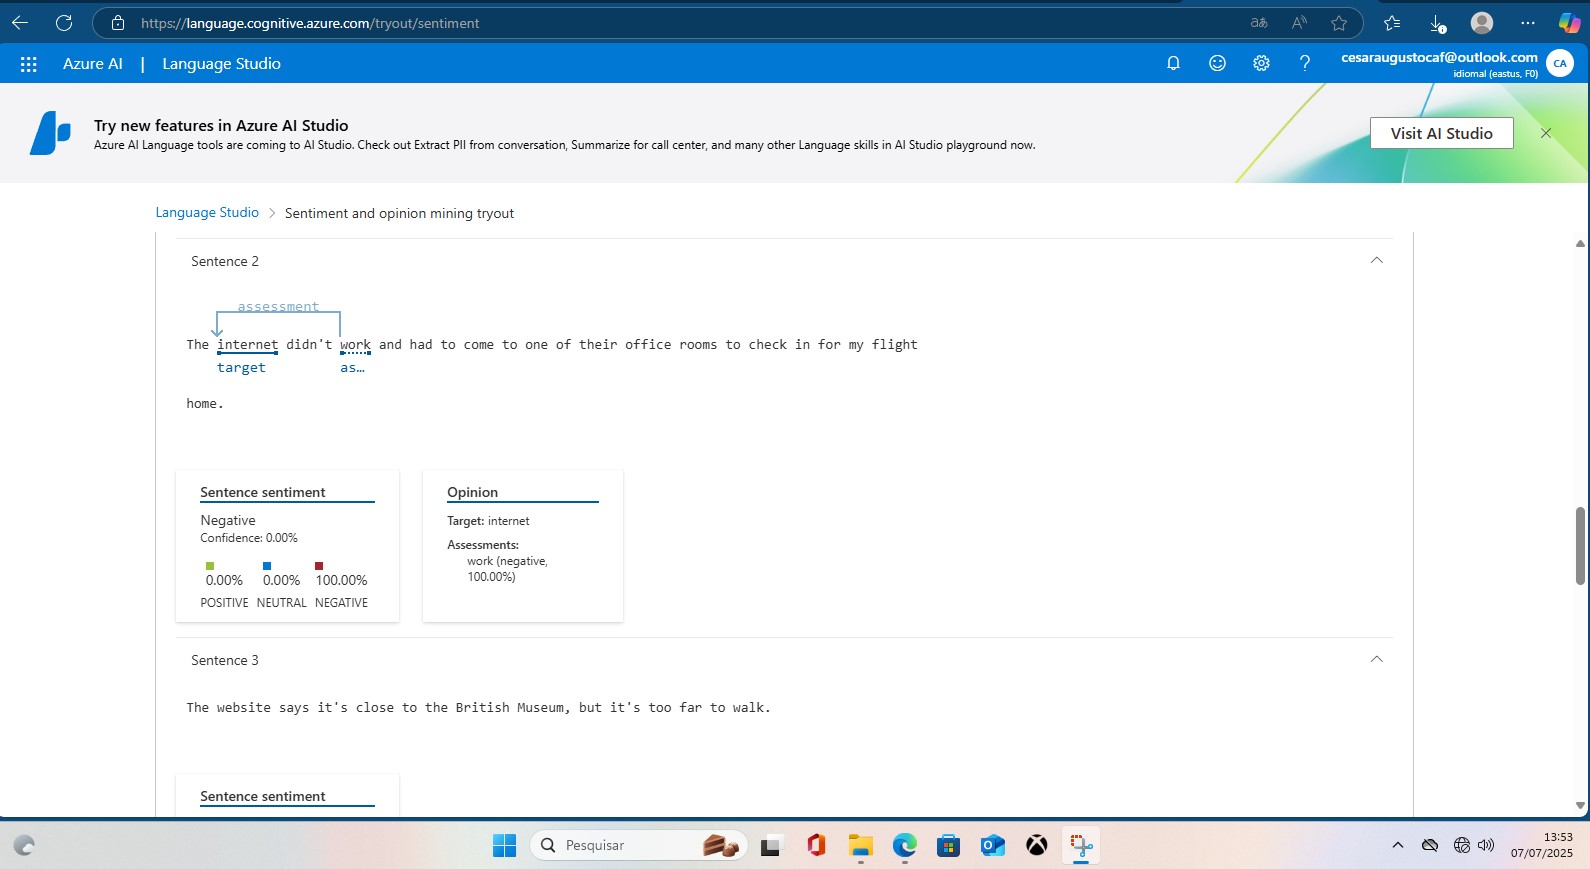 https://language.cognitive.azure.com/tryout/sentiment
Azure AI | Language Studio
cesaraugustocaf@outlook.com
idiomal (eastus, F0)
CA
Try new features in Azure AI Studio
Azure AI Language tools are coming to AI Studio. Check out Extract PII from conversation, Summarize for call center, and many other Language skills in AI Studio playground now.
Visit AI Studio
Language Studio > Sentiment and opinion mining tryout
Sentence 2
assessment
The internet didn't work and had to come to one of their office rooms to check in for my flight
target as…
home.
Sentence sentiment
Negative
Confidence: 0.00%
0.00% 0.00% 100.00%
POSITIVE NEUTRAL NEGATIVE
Opinion
Target: internet
Assessments:
work (negative,
100.00%)
Sentence 3
The website says it's close to the British Museum, but it's too far to walk.
Sentence sentiment
Pesquisar
13:53
07/07/2025